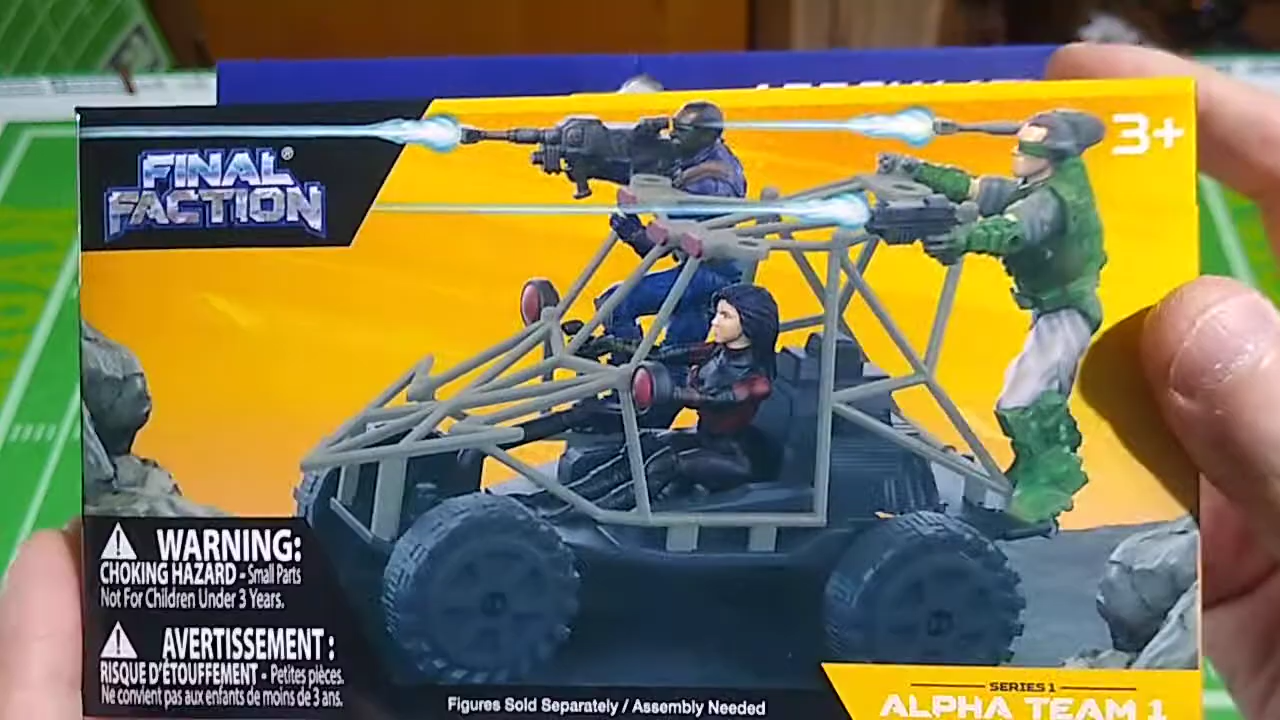 FINAL
FACTION®
3+
WARNING:
CHOKING HAZARD - Small Parts
Not For Children Under 3 Years.
AVERTISSEMENT :
RISQUE D'ÉTOUFFEMENT - Petites pièces.
Ne convient pas aux enfants de moins de 3 ans.
Figures Sold Separately / Assembly Needed
SERIES 1
ALPHA TEAM 1